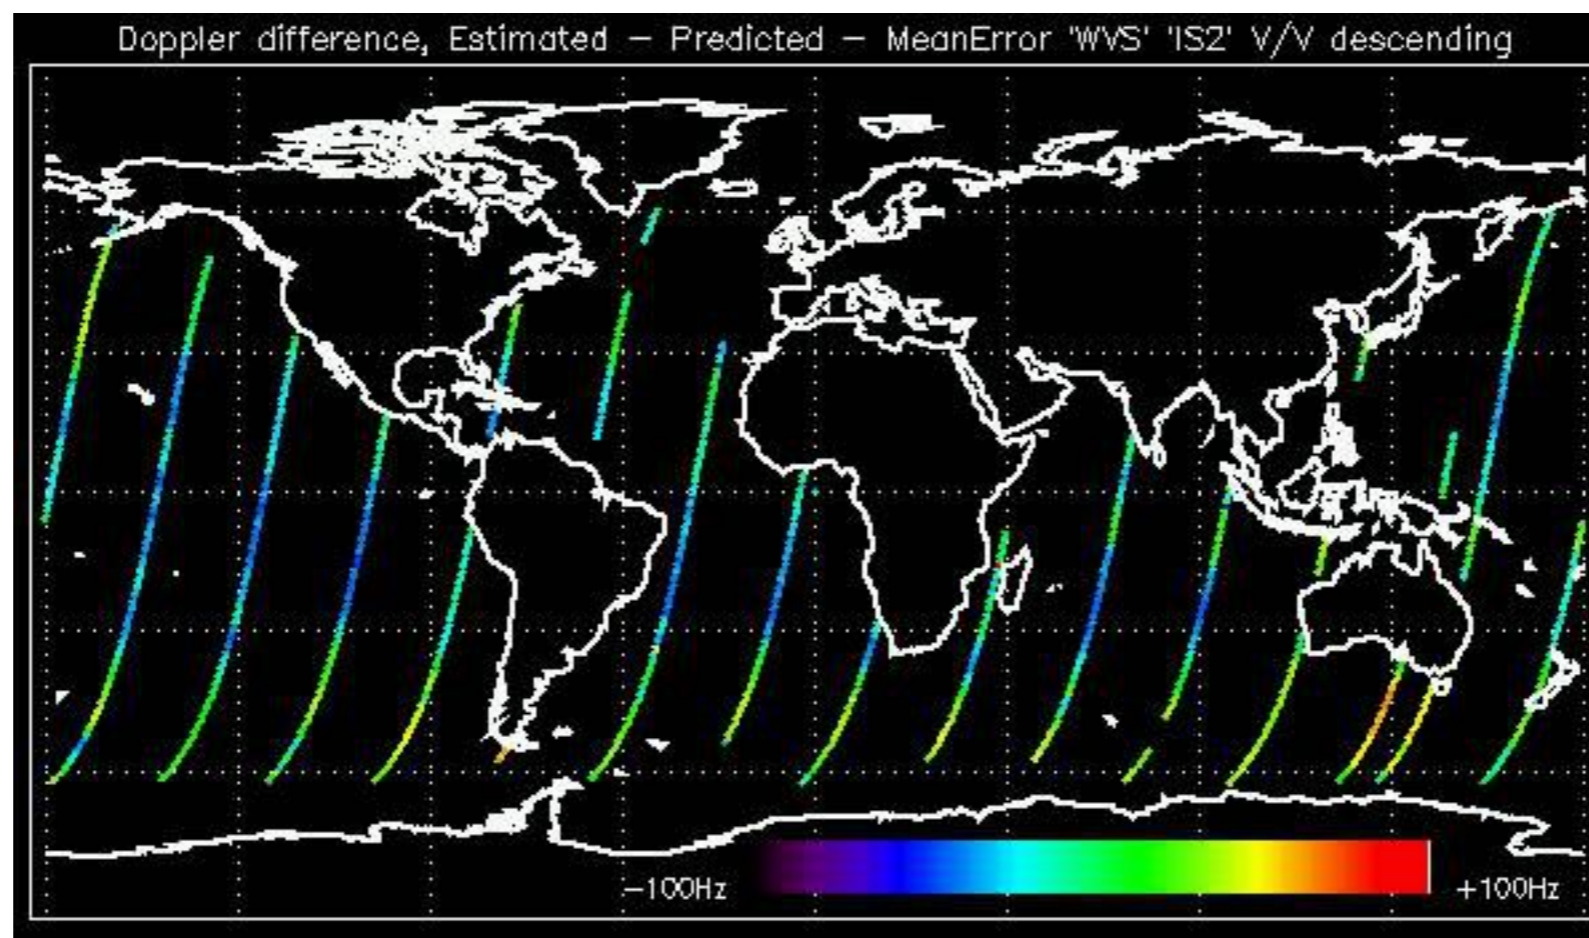 Doppler difference, Estimated – Predicted – MeanError 'WVS' 'IS2' V/V descending
–100Hz +100Hz